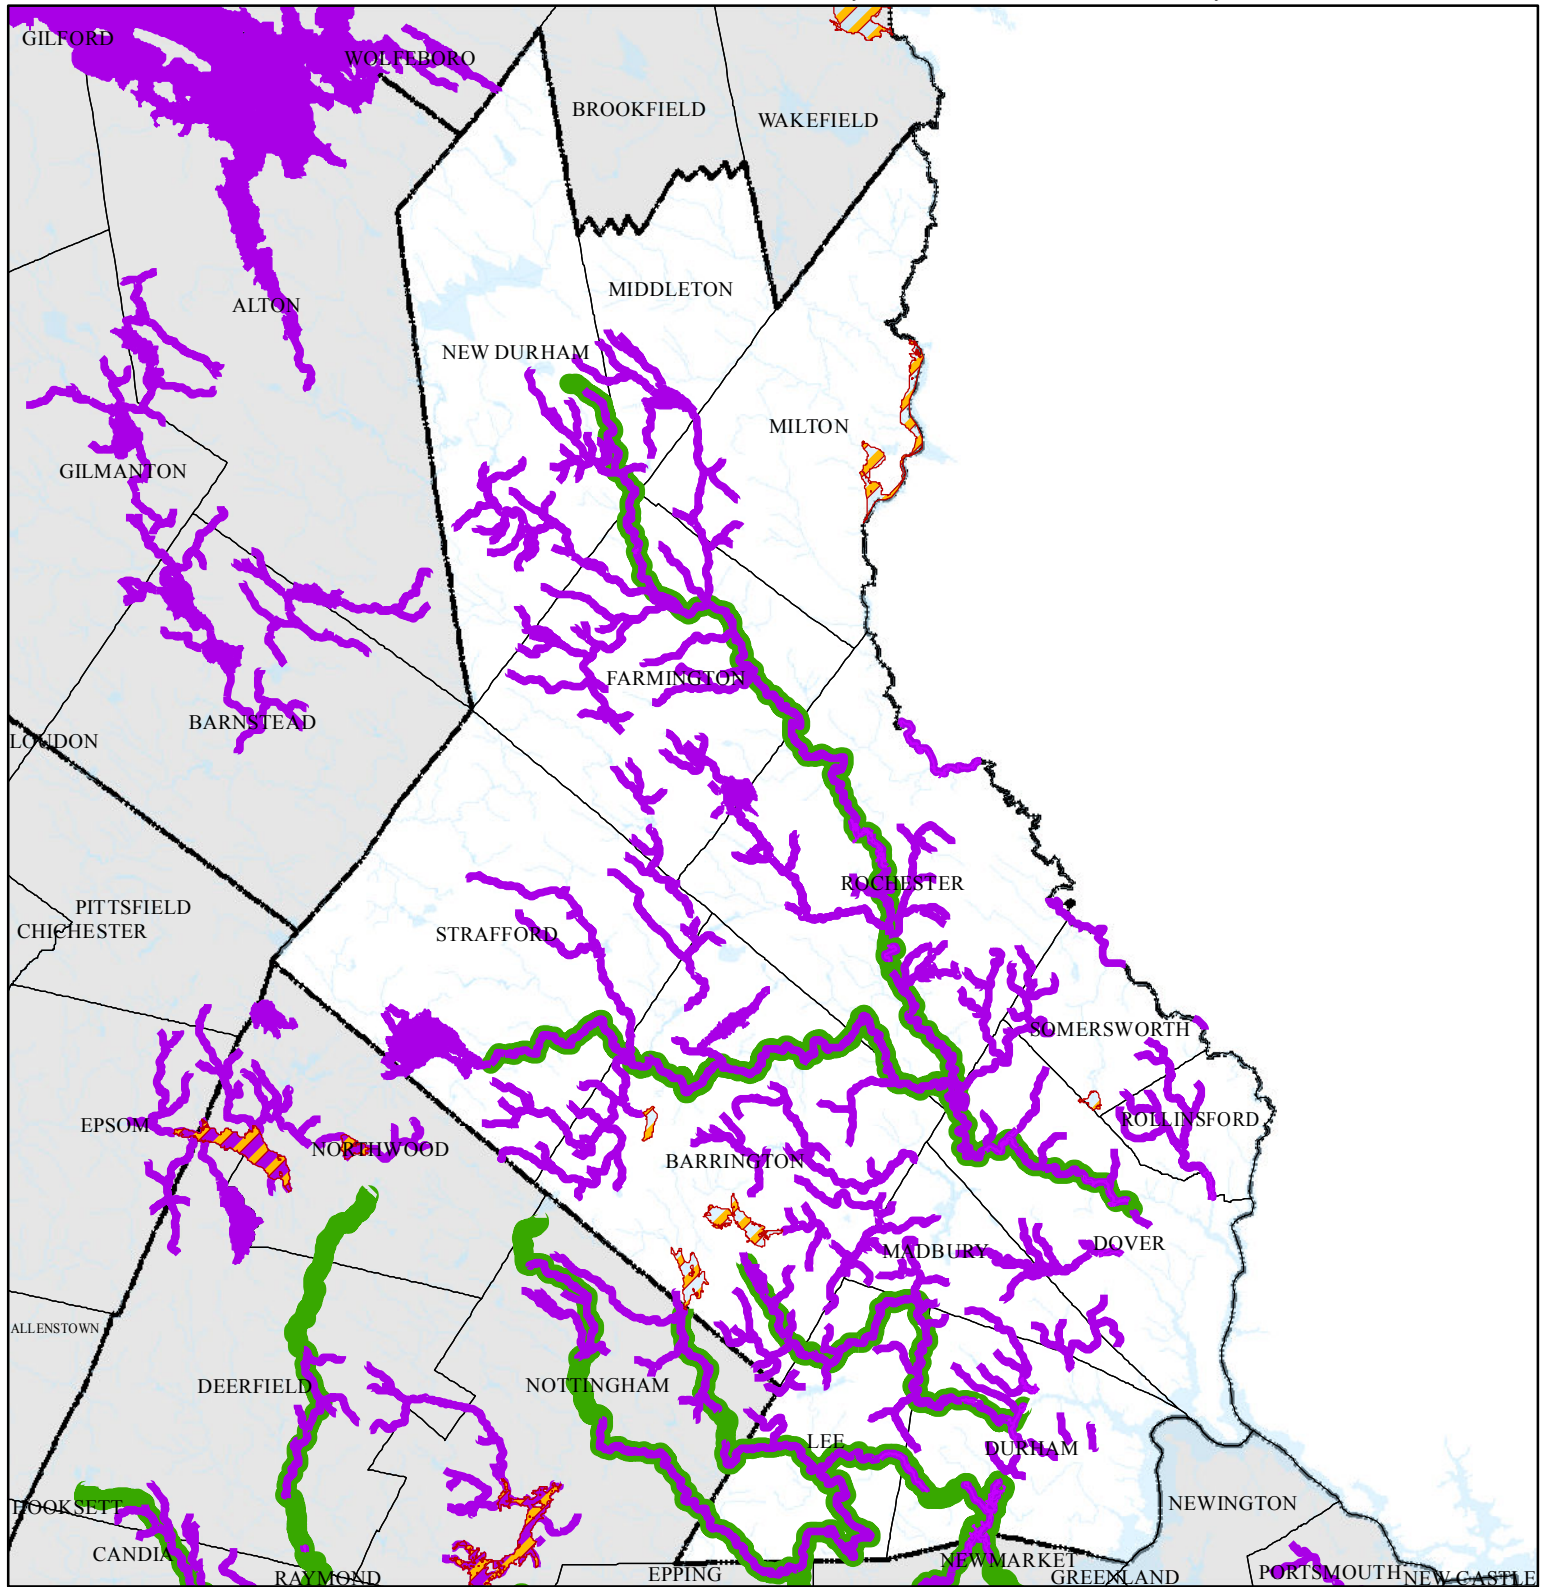 GILFORD
WOLFEBORO
BROOKFIELD
WAKEFIELD
MIDDLETON
ALTON
NEW DURHAM
MILTON
GILMANTON
FARMINGTON
BARNSTEAD
LOUDON
ROCHESTER
PITTSFIELD
CHICHESTER
STRAFFORD
SOMERSWORTH
EPSOM
ROLLINSFORD
NORTHWOOD
BARRINGTON
DOVER
MADBURY
ALLENSTOWN
DEERFIELD
NOTTINGHAM
LEE
DURHAM
NEWINGTON
HOOKSETT
CANDIA
NEWMARKET
EPPING
RAYMOND
GREENLAND
PORTSMOUTH
NEW CASTLE